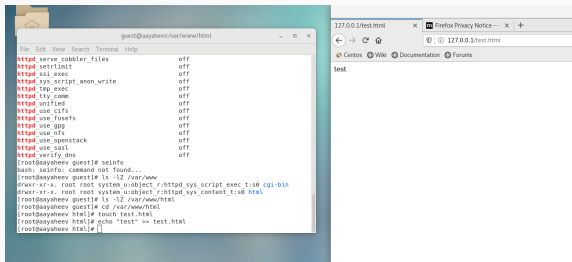 guest@aayaheev:/var/www/html
File Edit View Search Terminal Help
httpd_serve_cobbler_files off
httpd_setrlimit off
httpd_ssi_exec off
httpd_sys_script_anon_write off
httpd_tmp_exec off
httpd_tty_comm off
httpd_unified off
httpd_use_cifs off
httpd_use_fusefs off
httpd_use_gpg off
httpd_use_nfs off
httpd_use_openstack off
httpd_use_sasl off
httpd_verify_dns off
[root@aayaheev guest]# seinfo
bash: seinfo: command not found...
[root@aayaheev guest]# ls -lZ /var/www
drwxr-xr-x. root root system_u:object_r:httpd_sys_script_exec_t:s0 cgi-bin
drwxr-xr-x. root root system_u:object_r:httpd_sys_content_t:s0 html
[root@aayaheev guest]# ls -lZ /var/www/html
[root@aayaheev guest]# cd /var/www/html
[root@aayaheev html]# touch test.html
[root@aayaheev html]# echo "test" >> test.html
[root@aayaheev html]#
127.0.0.1/test.html
Firefox Privacy Notice
127.0.0.1/test.html
Centos Wiki Documentation Forums
test